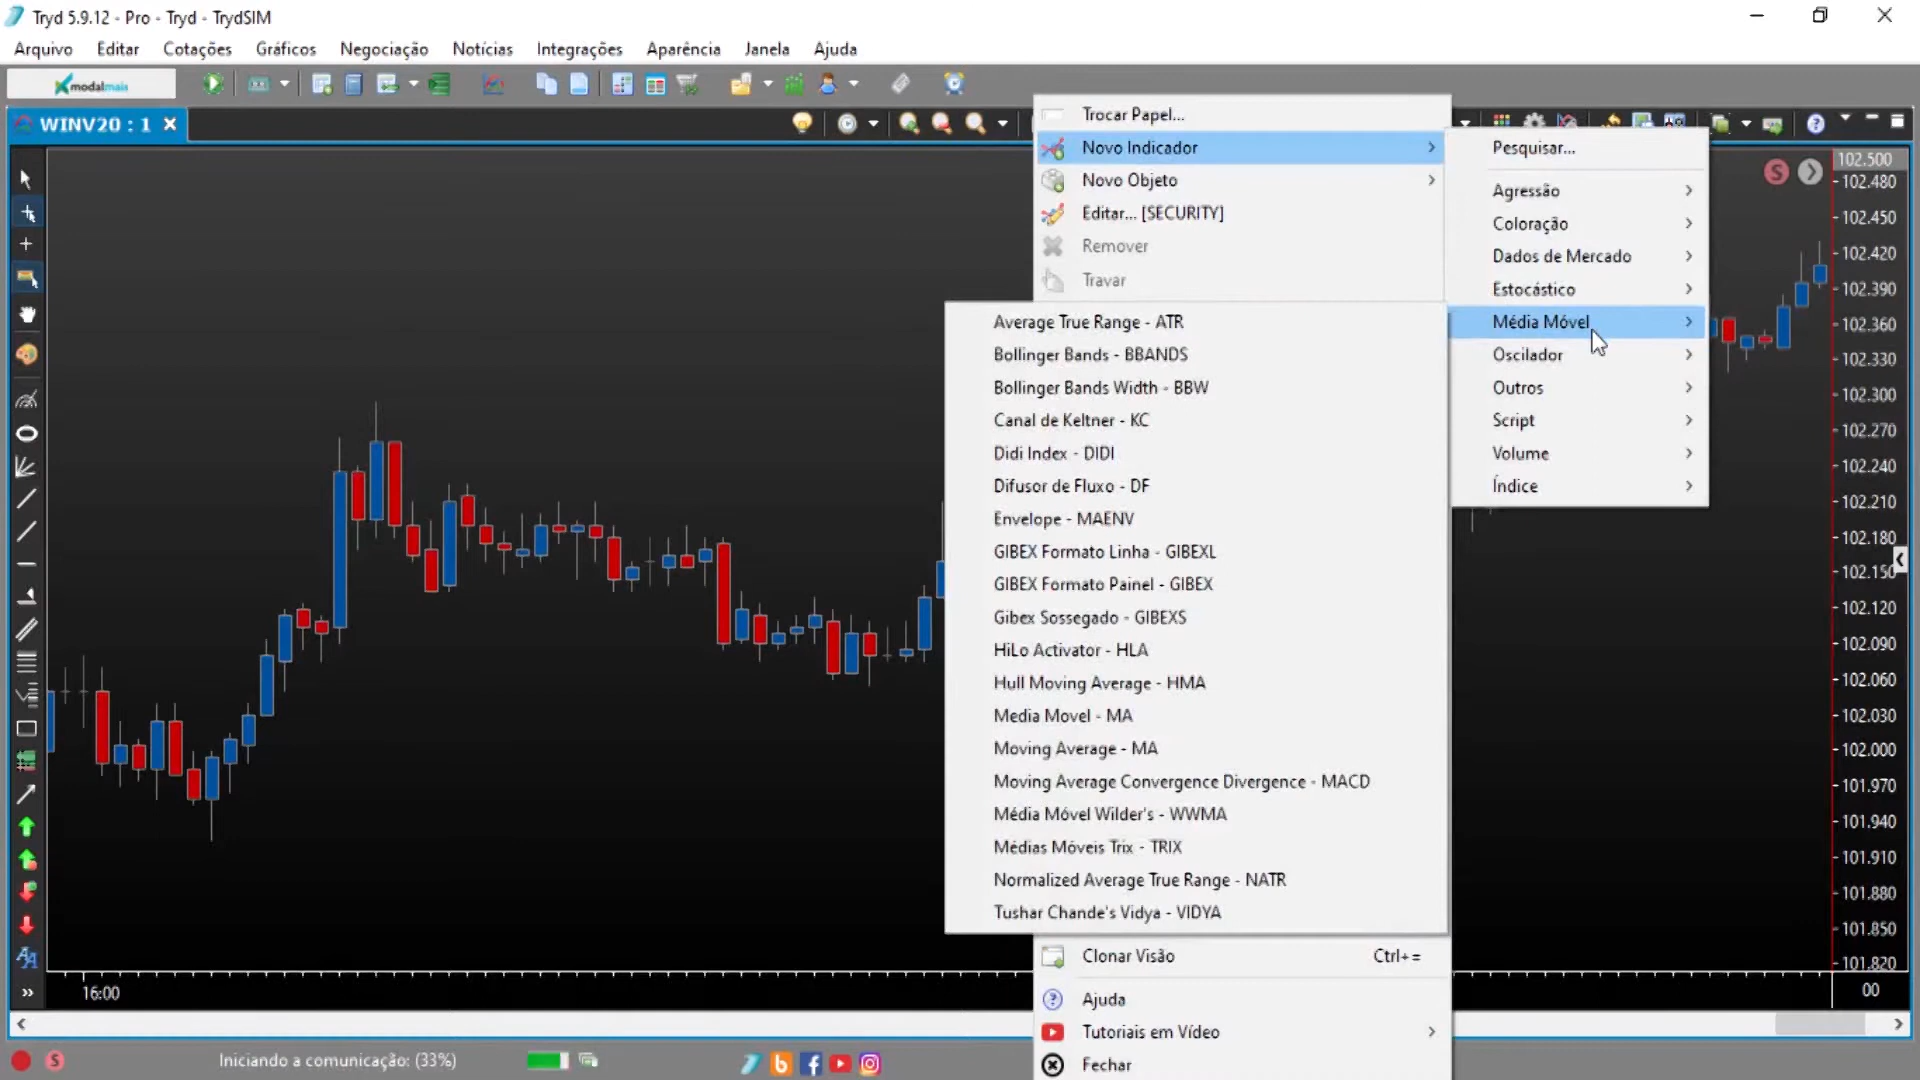 Tryd 5.9.12 - Pro - Tryd - TrydSIM
Arquivo Editar Cotações Gráficos Negociação Notícias Integrações Aparência Janela Ajuda
modalmais
WINV20 : 1
Trocar Papel...
Novo Indicador
Novo Objeto
Editar... [SECURITY]
Remover
Travar
Pesquisar...
Agressão
Coloração
Dados de Mercado
Estocástico
Média Móvel
Oscilador
Outros
Script
Volume
Índice
Average True Range - ATR
Bollinger Bands - BBANDS
Bollinger Bands Width - BBW
Canal de Keltner - KC
Didi Index - DIDI
Difusor de Fluxo - DF
Envelope - MAENV
GIBEX Formato Linha - GIBEXL
GIBEX Formato Painel - GIBEX
Gibex Sossegado - GIBEXS
HiLo Activator - HLA
Hull Moving Average - HMA
Media Movel - MA
Moving Average - MA
Moving Average Convergence Divergence - MACD
Média Móvel Wilder's - WWMA
Médias Móveis Trix - TRIX
Normalized Average True Range - NATR
Tushar Chande's Vidya - VIDYA
Clonar Visão Ctrl+=
Ajuda
Tutoriais em Vídeo
Fechar
S
102.500
102.480
102.450
102.420
102.390
102.360
102.330
102.300
102.270
102.240
102.210
102.180
102.150
102.120
102.090
102.060
102.030
102.000
101.970
101.940
101.910
101.880
101.850
101.820
16:00
00
S
Iniciando a comunicação: (33%)